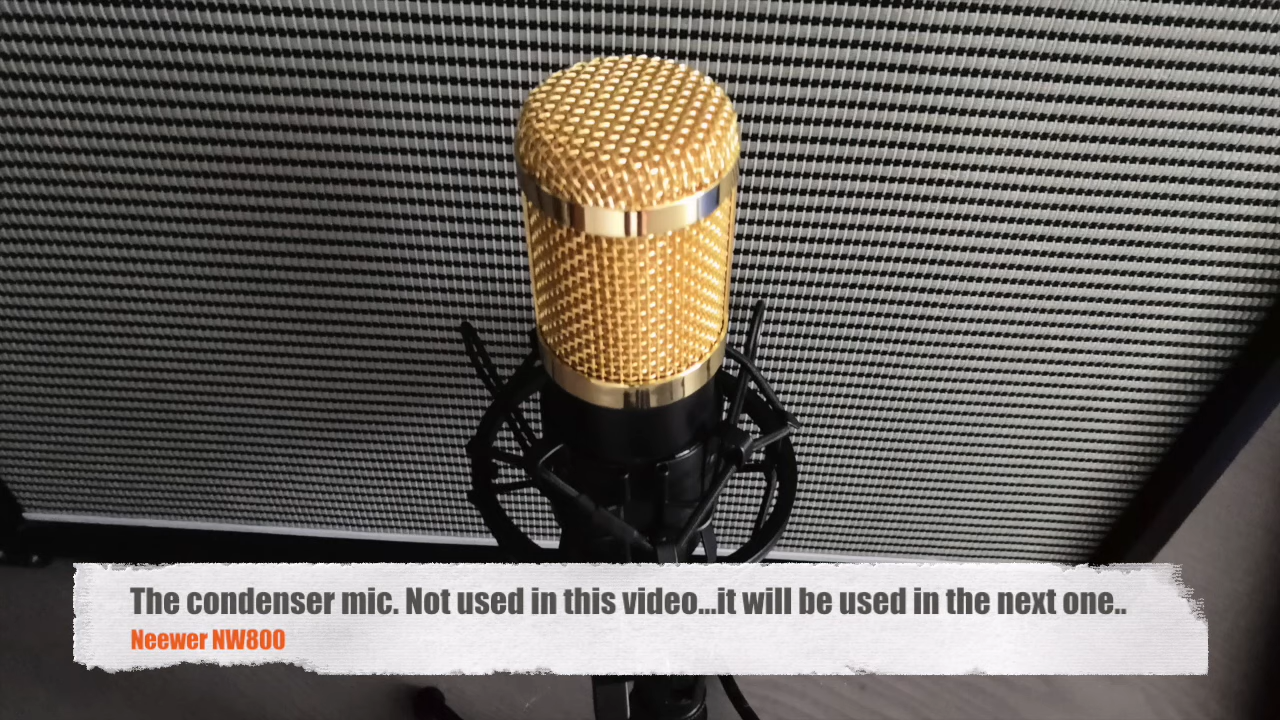 The condenser mic. Not used in this video...it will be used in the next one..
Neewer NW800